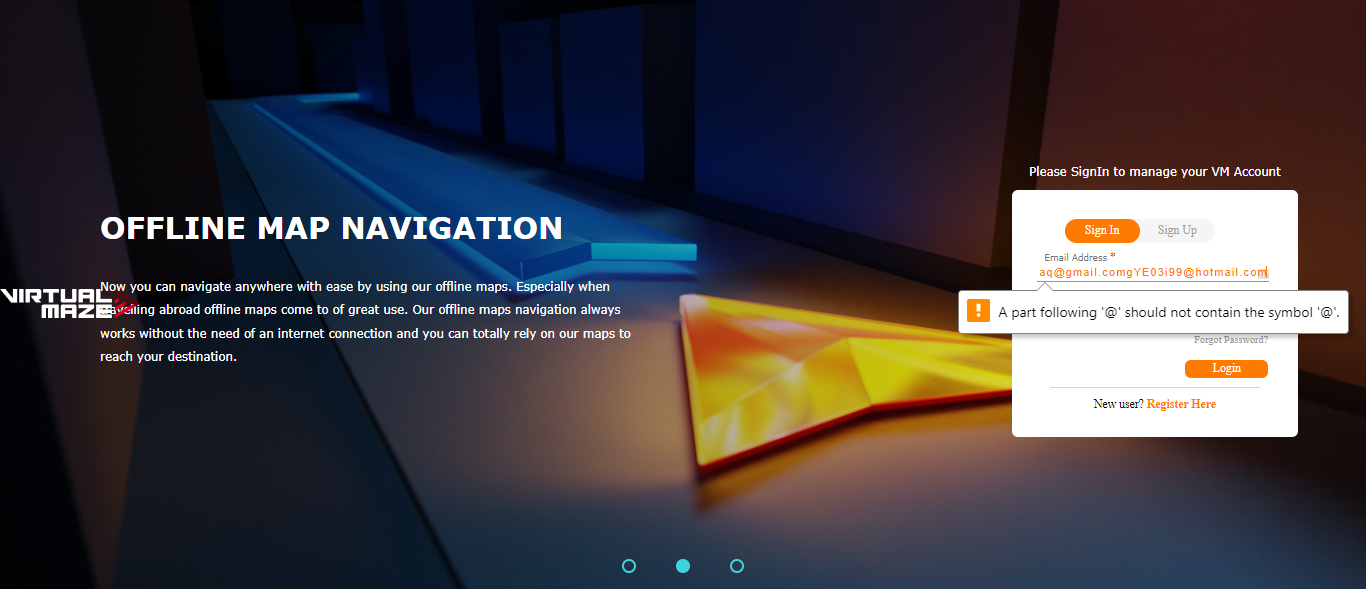 Please SignIn to manage your VM Account
OFFLINE MAP NAVIGATION
Sign In Sign Up
Email Address *
aq@gmail.comgYE03i99@hotmail.com
Now you can navigate anywhere with ease by using our offline maps. Especially when
VIRTUAL
MAZE
travelling abroad offline maps come to of great use. Our offline maps navigation always
works without the need of an internet connection and you can totally rely on our maps to
reach your destination.
! A part following '@' should not contain the symbol '@'.
Forgot Password?
Login
New user? Register Here